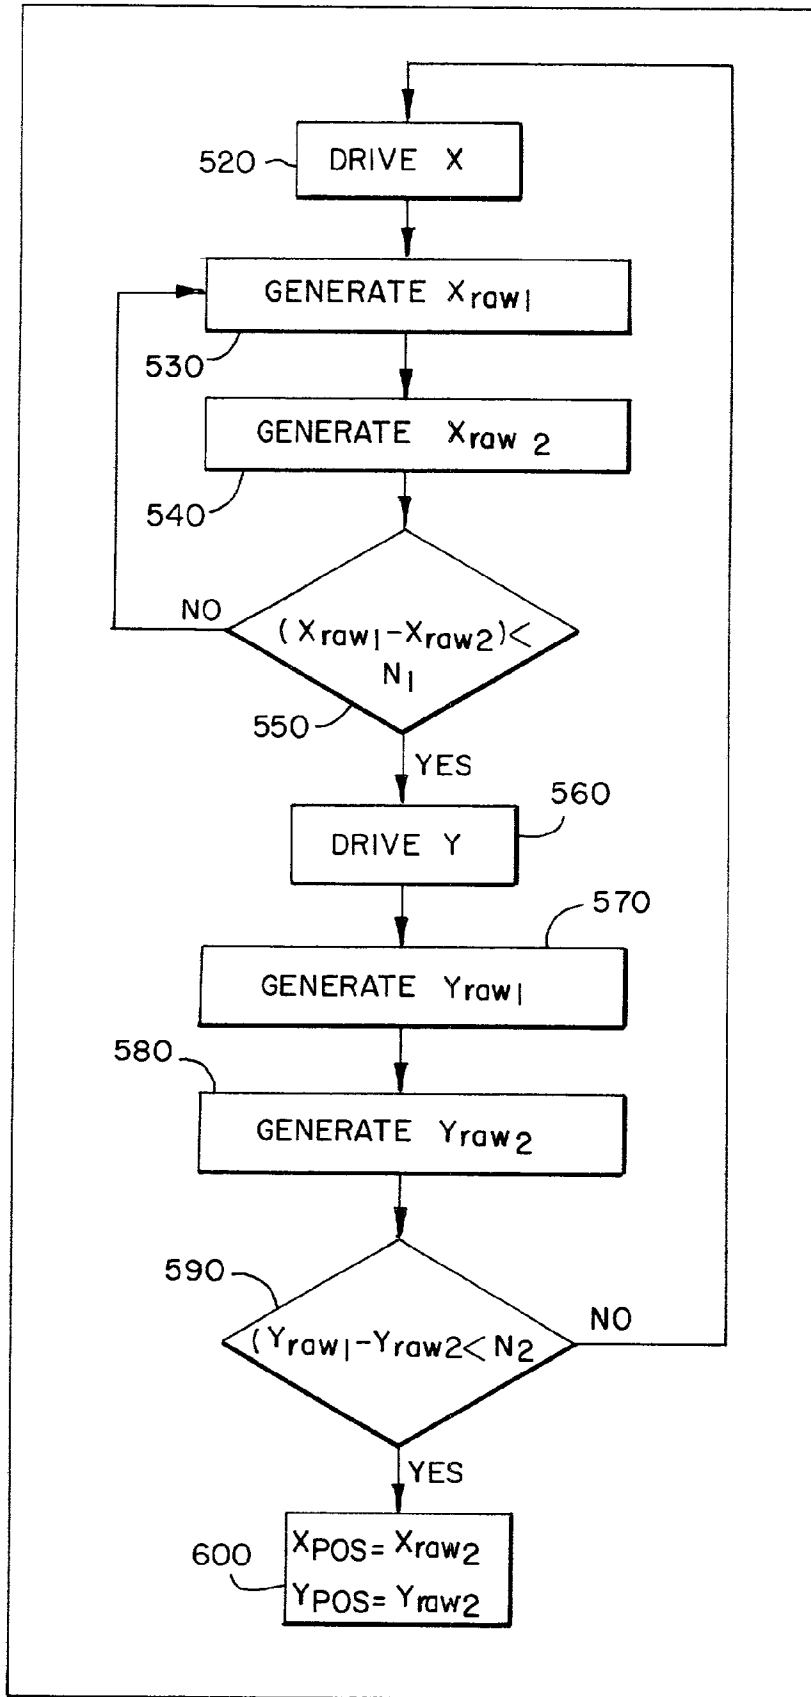 520
DRIVE X
GENERATE Xraw1
530
GENERATE Xraw 2
540
NO
(Xraw1-Xraw2)<
N1
550
YES
560
DRIVE Y
570
GENERATE Yraw1
580
GENERATE Yraw2
590
(Yraw1-Yraw2<N2
NO
YES
600
XPOS=Xraw2
YPOS=Yraw2